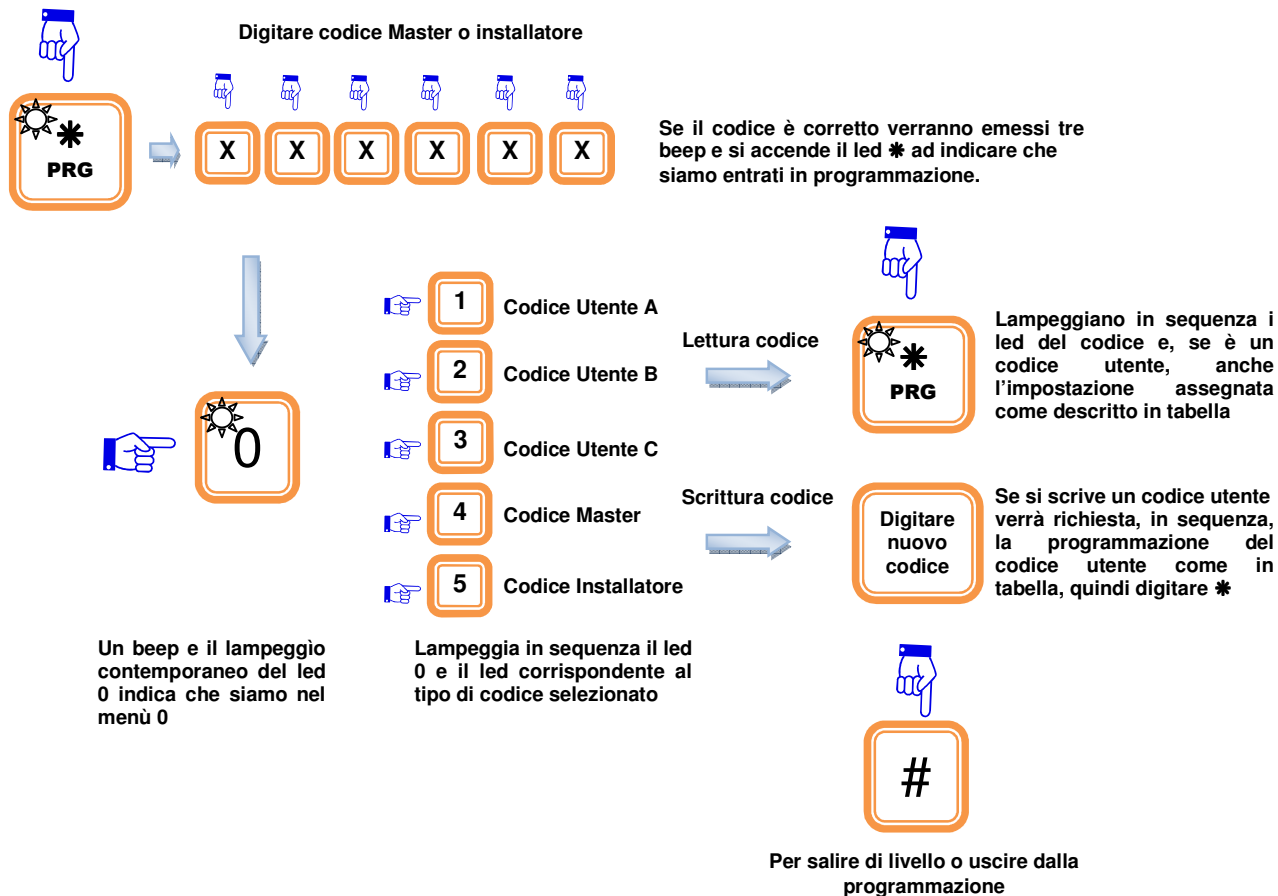 Digitare codice Master o installatore
✱
PRG
X X X X X X
Se il codice è corretto verranno emessi tre
beep e si accende il led ✱ ad indicare che
siamo entrati in programmazione.
0
Un beep e il lampeggìo
contemporaneo del led
0 indica che siamo nel
menù 0
1 Codice Utente A
2 Codice Utente B
3 Codice Utente C
4 Codice Master
5 Codice Installatore
Lampeggia in sequenza il led
0 e il led corrispondente al
tipo di codice selezionato
Lettura codice
✱
PRG
Lampeggiano in sequenza i
led del codice e, se è un
codice utente, anche
l'impostazione assegnata
come descritto in tabella
Scrittura codice
Digitare
nuovo
codice
Se si scrive un codice utente
verrà richiesta, in sequenza,
la programmazione del
codice utente come in
tabella, quindi digitare ✱
#
Per salire di livello o uscire dalla
programmazione